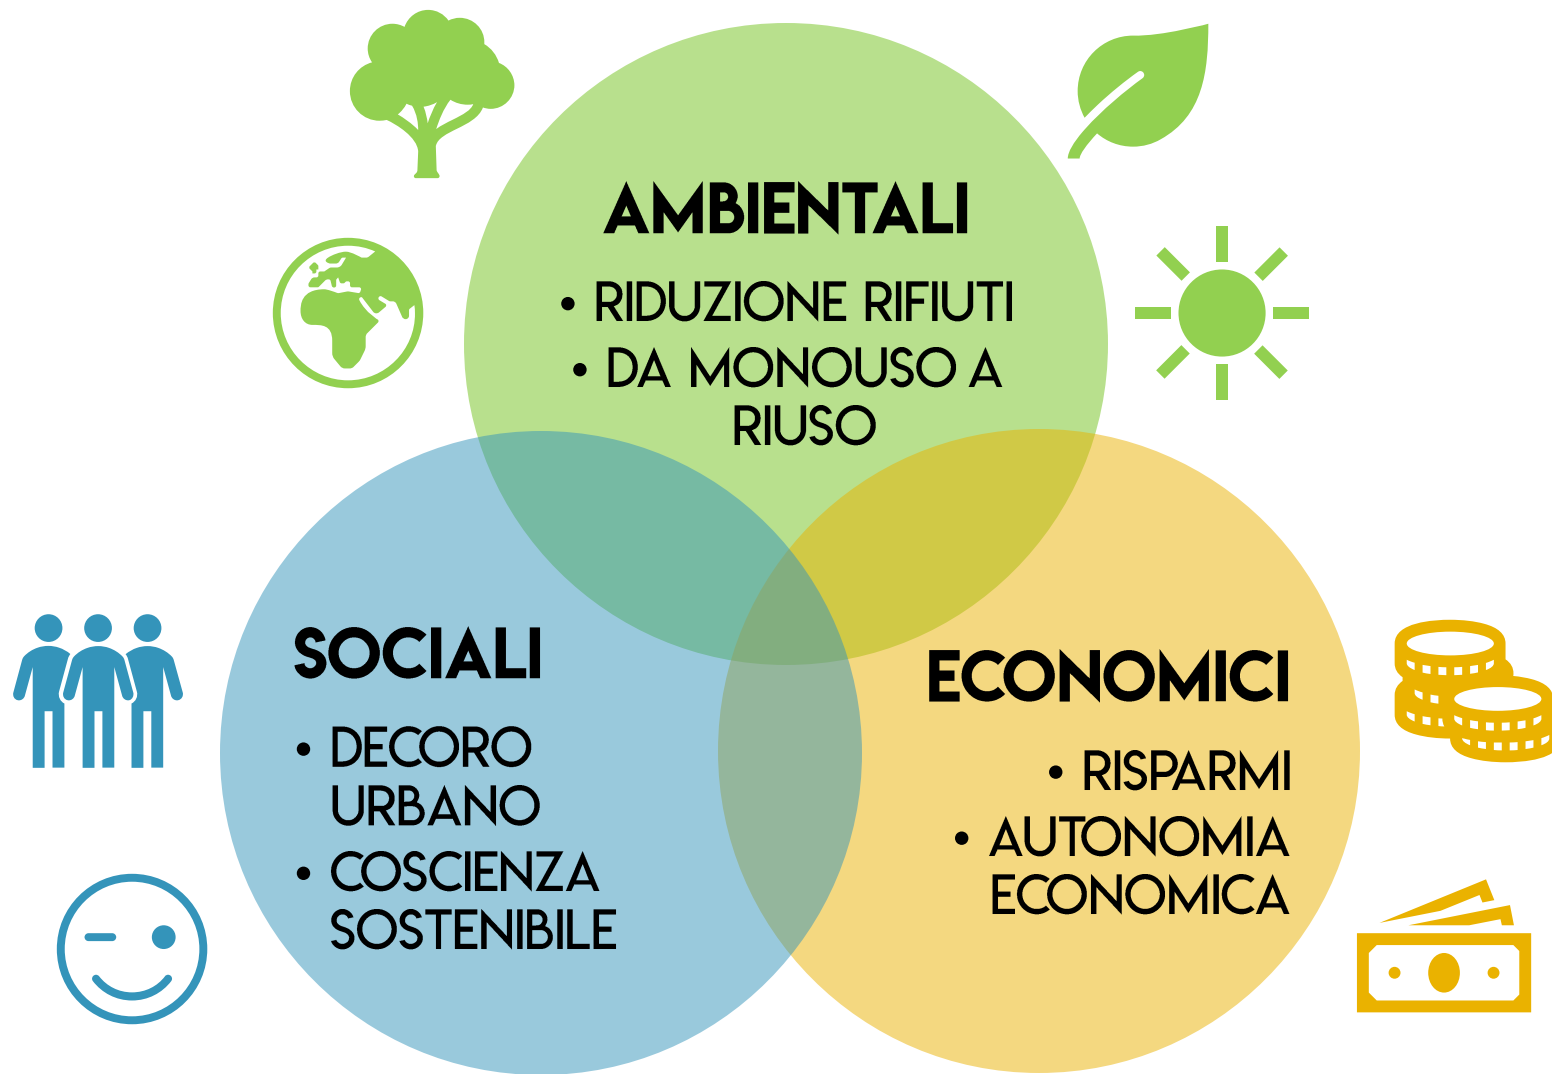 AMBIENTALI
• RIDUZIONE RIFIUTI
• DA MONOUSO A
RIUSO
SOCIALI
• DECORO
URBANO
• COSCIENZA
SOSTENIBILE
ECONOMICI
• RISPARMI
• AUTONOMIA
ECONOMICA